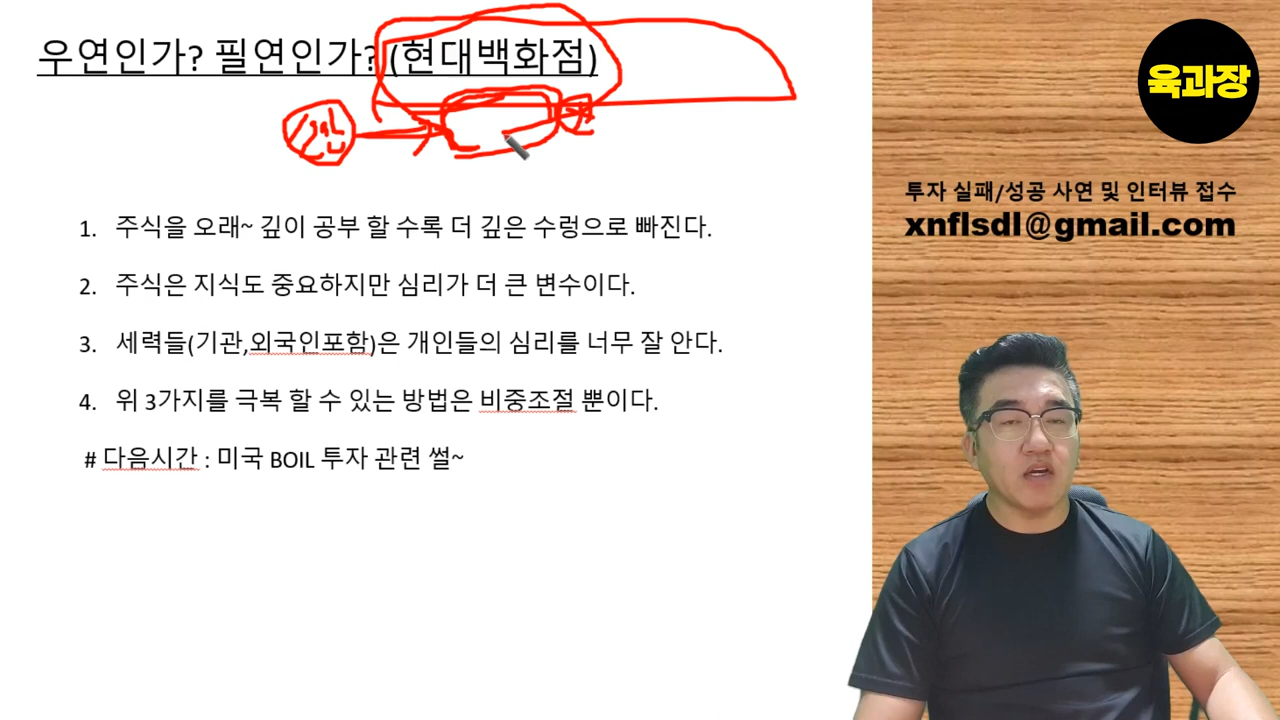 우연인가? 필연인가? (현대백화점)
1. 주식을 오래~ 깊이 공부 할 수록 더 깊은 수렁으로 빠진다.
2. 주식은 지식도 중요하지만 심리가 더 큰 변수이다.
3. 세력들(기관,외국인포함)은 개인들의 심리를 너무 잘 안다.
4. 위 3가지를 극복 할 수 있는 방법은 비중조절 뿐이다.
# 다음시간 : 미국 BOIL 투자 관련 썰~
육과장
투자 실패/성공 사연 및 인터뷰 접수
xnflsdl@gmail.com